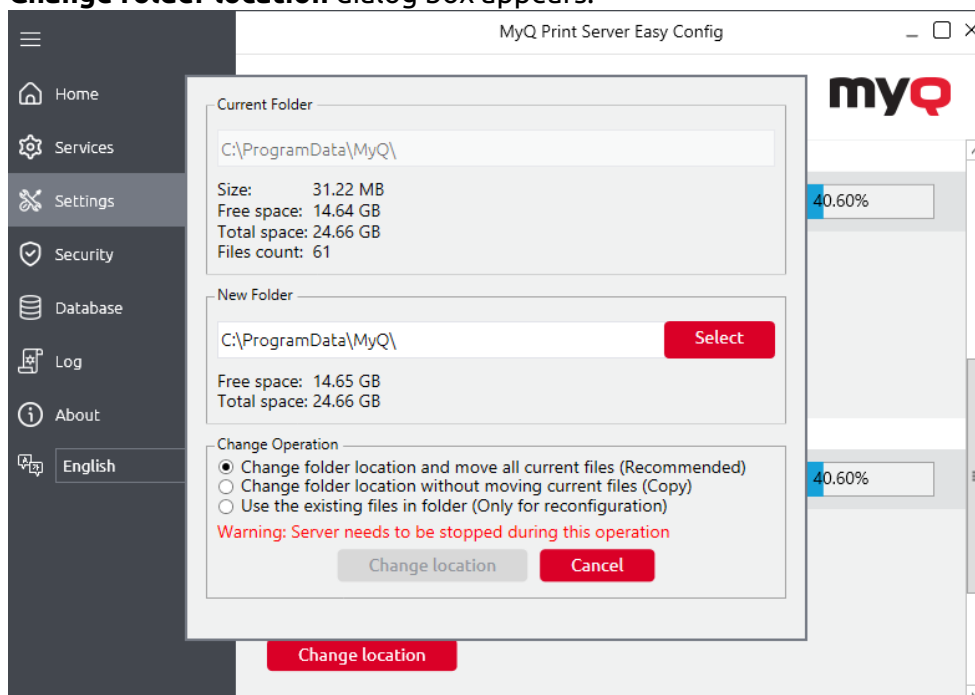 Change folder location dialog box appears.
MyQ Print Server Easy Config
Home
Services
Settings
Security
Database
Log
About
English
myQ
Current Folder
C:\ProgramData\MyQ\
Size: 31.22 MB
Free space: 14.64 GB
Total space: 24.66 GB
Files count: 61
New Folder
C:\ProgramData\MyQ\
Select
Free space: 14.65 GB
Total space: 24.66 GB
Change Operation
Change folder location and move all current files (Recommended)
Change folder location without moving current files (Copy)
Use the existing files in folder (Only for reconfiguration)
Warning: Server needs to be stopped during this operation
Change location
Cancel
40.60%
40.60%
Change location